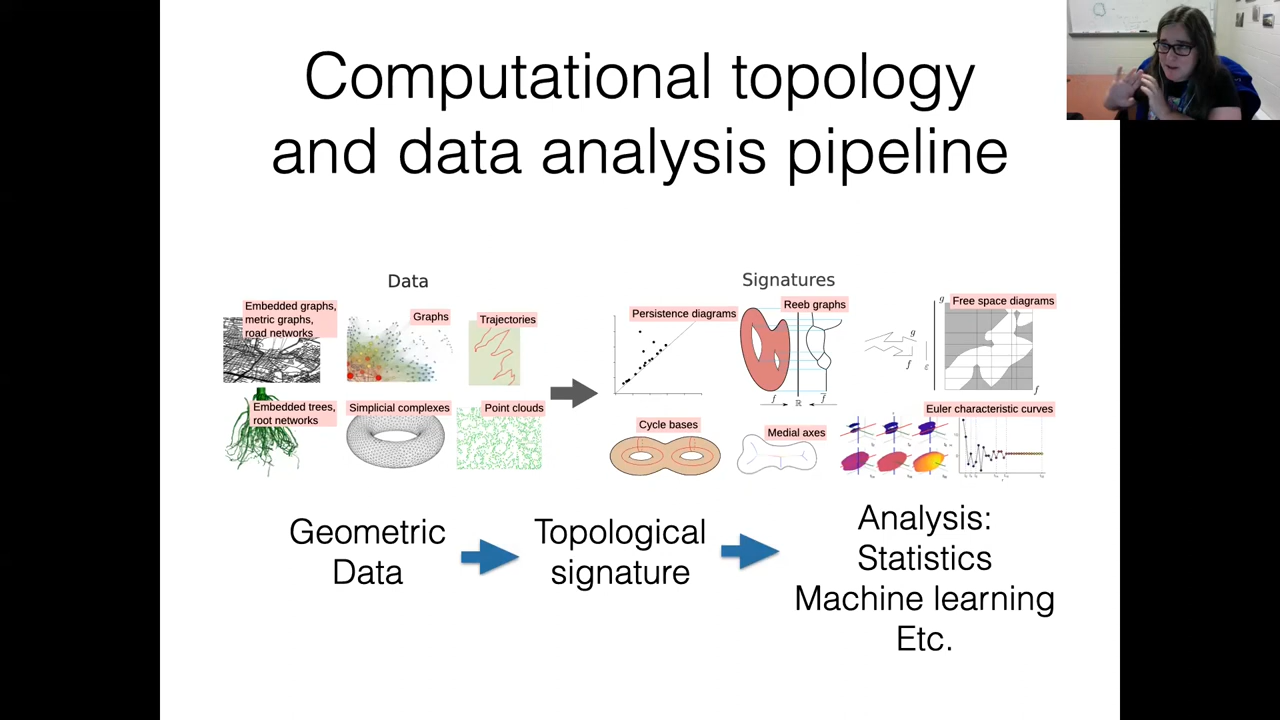 Computational topology
and data analysis pipeline
Data
Signatures
Embedded graphs,
metric graphs,
road networks
Graphs
Trajectories
Persistence diagrams
Reeb graphs
Free space diagrams
g
g
f
ε
f
f
ℝ
f
Embedded trees,
root networks
Simplicial complexes
Point clouds
Cycle bases
Medial axes
Euler characteristic curves
Geometric
Data
Topological
signature
Analysis:
Statistics
Machine learning
Etc.